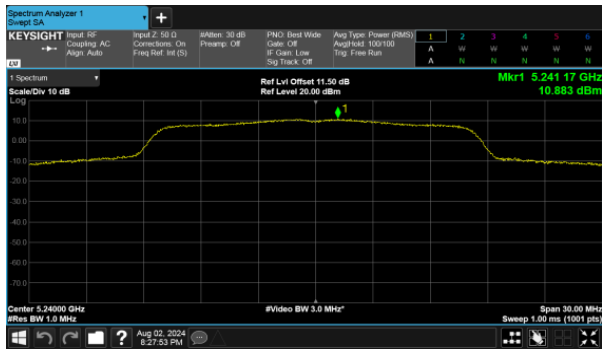 Spectrum Analyzer 1
Swept SA
+
KEYSIGHT Input: RF Input Z: 50 Ω #Atten: 30 dB PNO: Best Wide Avg Type: Power (RMS) 1 2 3 4 5 6
Coupling: AC Corrections: On Preamp: Off Gate: Off Avg|Hold: 100/100 A W W W W W
Align: Auto Freq Ref: Int (S) IF Gain: Low Trig: Free Run
Sig Track: Off A N N N N N
LXI
1 Spectrum Ref Lvl Offset 11.50 dB Mkr1 5.241 17 GHz
Scale/Div 10 dB Ref Level 20.00 dBm 10.883 dBm
Log
1
10.0
0.00
-10.0
-20.0
-30.0
-40.0
-50.0
-60.0
-70.0
Center 5.24000 GHz #Video BW 3.0 MHz* Span 30.00 MHz
#Res BW 1.0 MHz Sweep 1.00 ms (1001 pts)
? Aug 02, 2024
8:27:53 PM